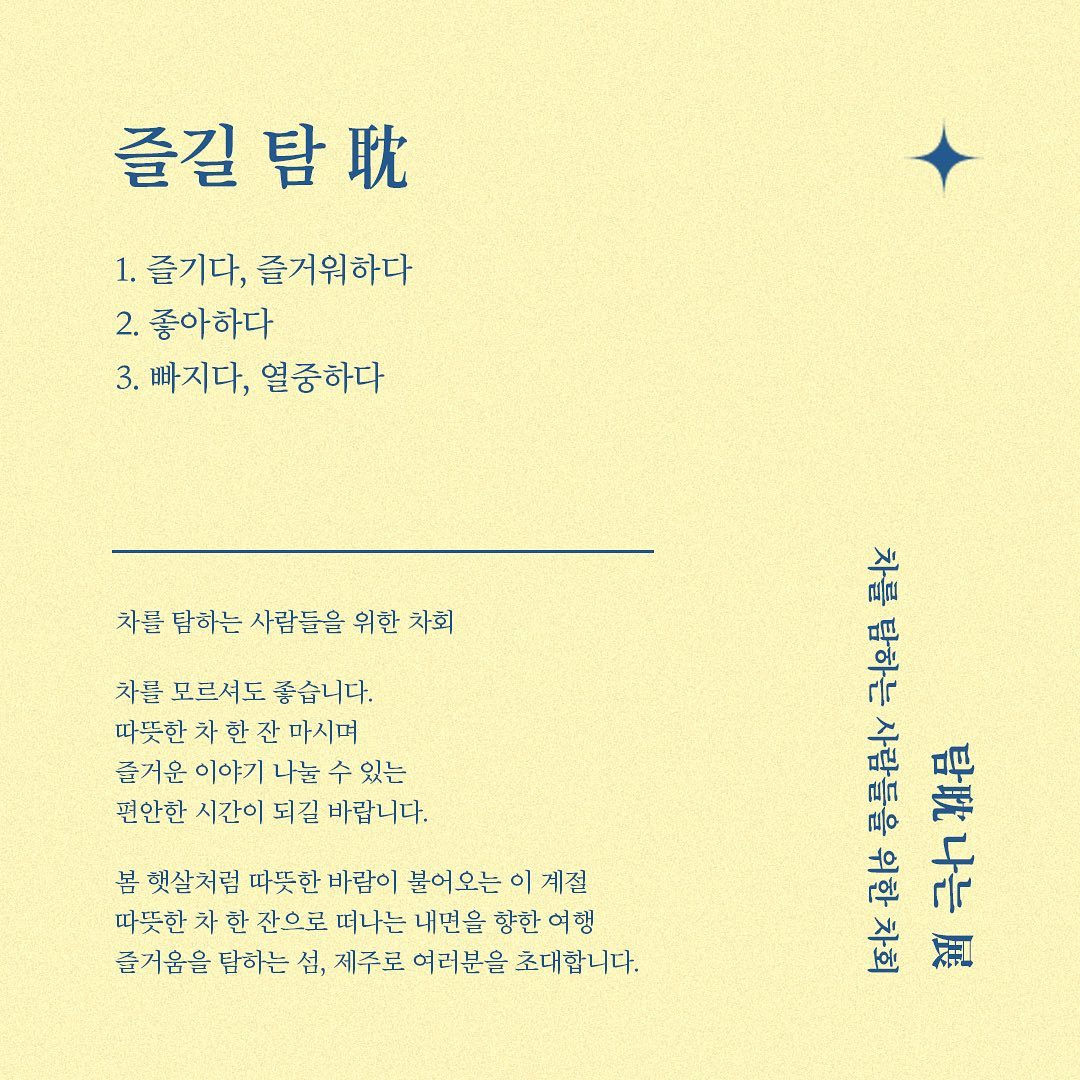 즐길 탐 耽
1. 즐기다, 즐거워하다
2. 좋아하다
3. 빠지다, 열중하다
차를 탐하는 사람들을 위한 차회
차를 모르셔도 좋습니다.
따뜻한 차 한 잔 마시며
즐거운 이야기 나눌 수 있는
편안한 시간이 되길 바랍니다.
봄 햇살처럼 따뜻한 바람이 불어오는 이 계절
따뜻한 차 한 잔으로 떠나는 내면을 향한 여행
즐거움을 탐하는 섬, 제주로 여러분을 초대합니다.
탐耽나는 展
차를 탐하는 사람들을 위한 차회